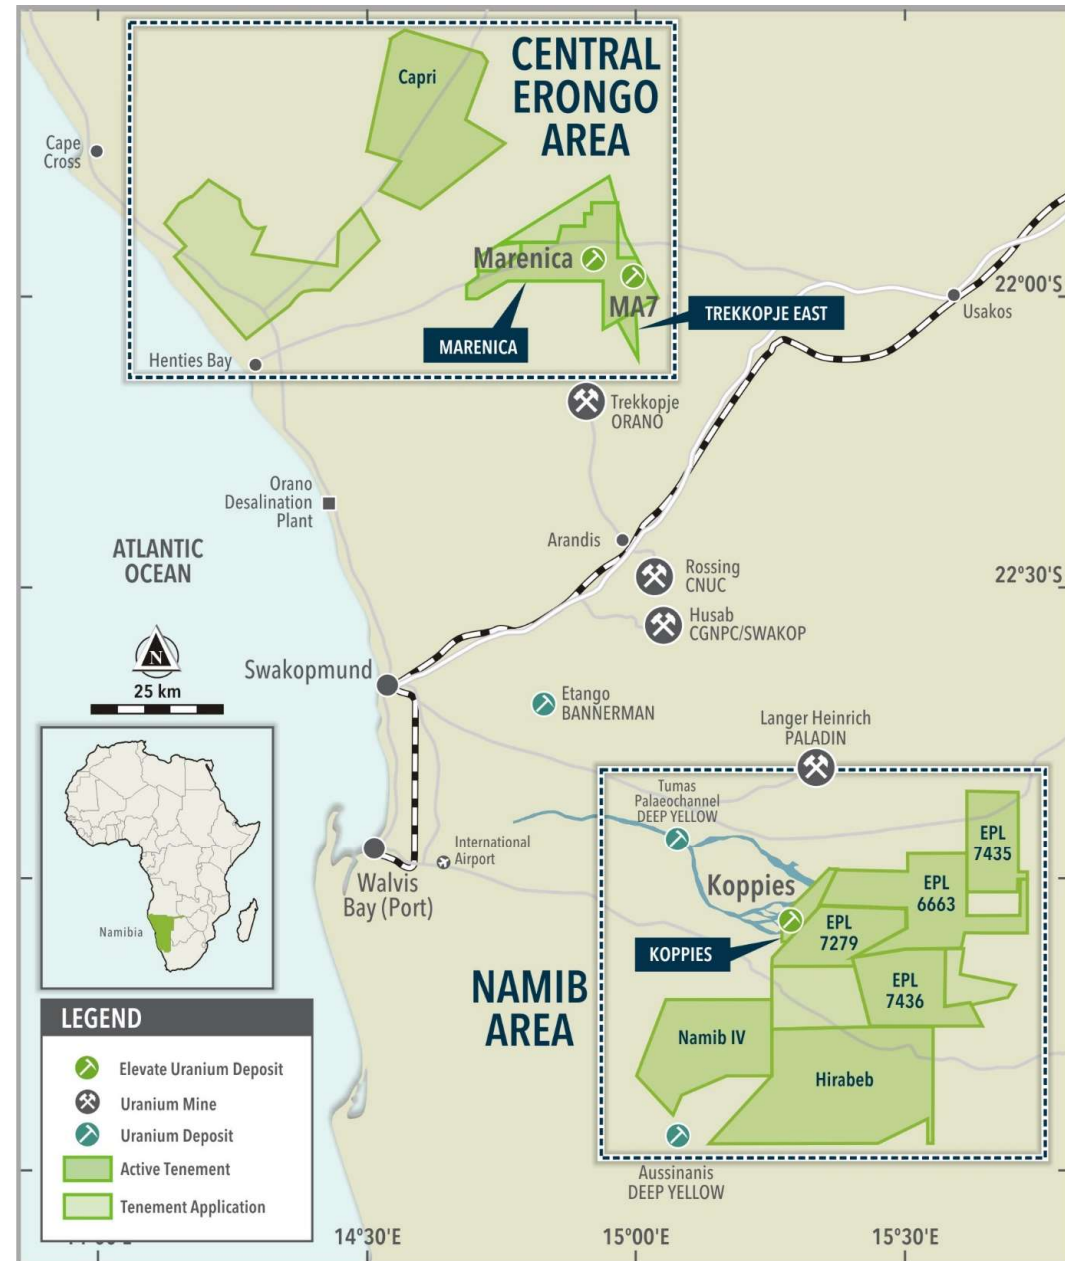 CENTRAL
ERONGO
AREA
Capri
Cape
Cross
Marenica
MA7
22°00'S
Usakos
TREKKOPJE EAST
MARENICA
Henties Bay
Trekkopje
ORANO
Orano
Desalination
Plant
Arandis
ATLANTIC
OCEAN
Rossing
CNUC
22°30'S
Husab
CGNPC/SWAKOP
N
25 km
Swakopmund
Etango
BANNERMAN
Langer Heinrich
PALADIN
Tumas
Palaeochannel
DEEP YELLOW
International
Airport
EPL
7435
Koppies
EPL
6663
Walvis
Bay (Port)
EPL
7279
KOPPIES
Namibia
NAMIB
AREA
EPL
7436
Namib IV
Hirabeb
Aussinanis
DEEP YELLOW
LEGEND
Elevate Uranium Deposit
Uranium Mine
Uranium Deposit
Active Tenement
Tenement Application
14°30'E
15°00'E
15°30'E